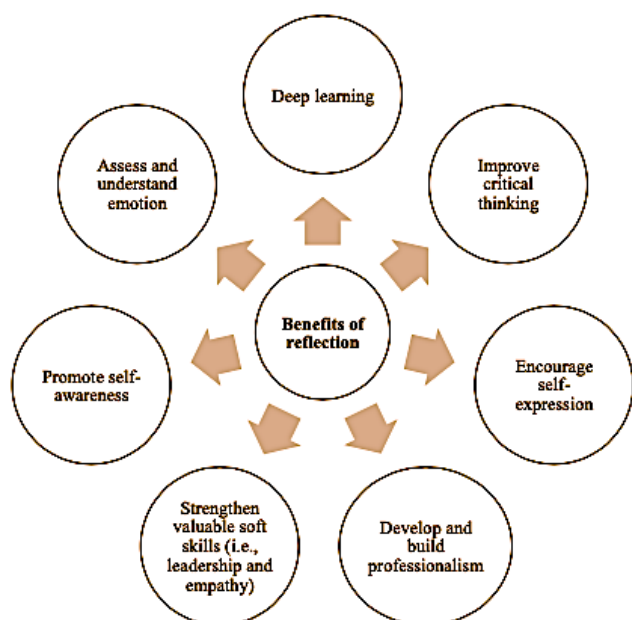 Deep learning
Improve
critical
thinking
Encourage
self-
expression
Develop and
build
professionalism
Strengthen
valuable soft
skills (i.e.,
leadership and
empathy)
Promote self-
awareness
Assess and
understand
emotion
Benefits of
reflection